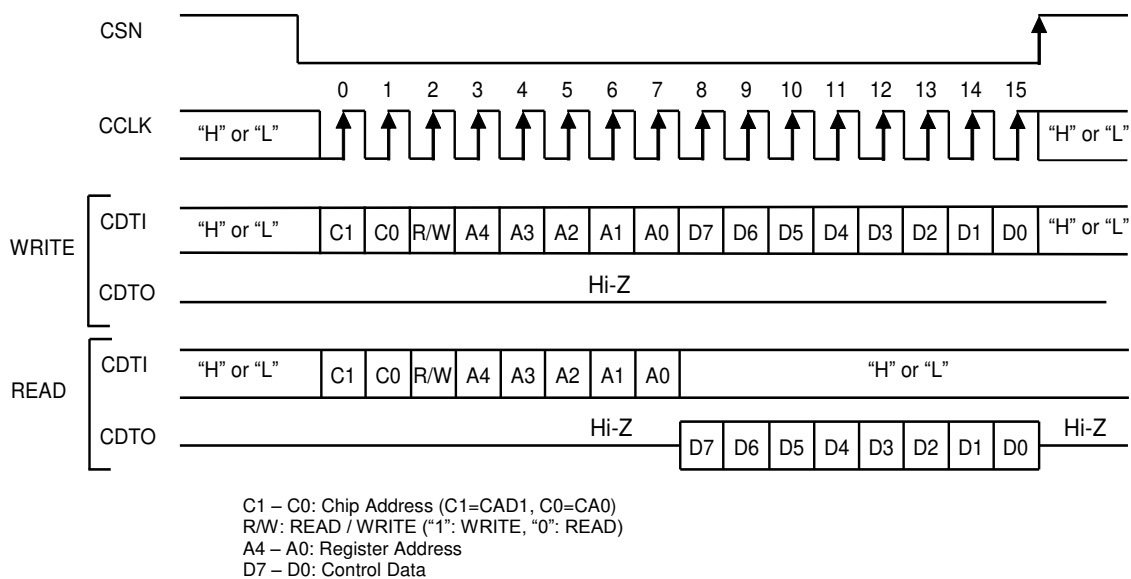 CSN
0 1 2 3 4 5 6 7 8 9 10 11 12 13 14 15
CCLK “H” or “L” “H” or “L”
WRITE
CDTI “H” or “L” C1 C0 R/W A4 A3 A2 A1 A0 D7 D6 D5 D4 D3 D2 D1 D0 “H” or “L”
CDTO Hi-Z
READ
CDTI “H” or “L” C1 C0 R/W A4 A3 A2 A1 A0 “H” or “L”
CDTO Hi-Z D7 D6 D5 D4 D3 D2 D1 D0 Hi-Z
C1 – C0: Chip Address (C1=CAD1, C0=CA0)
R/W: READ / WRITE (“1”: WRITE, “0”: READ)
A4 – A0: Register Address
D7 – D0: Control Data